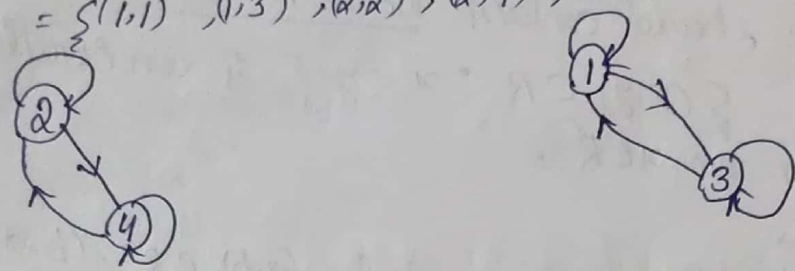 = {(1,1) ,(1,3) ,(2,2) ,
1
2
3
4